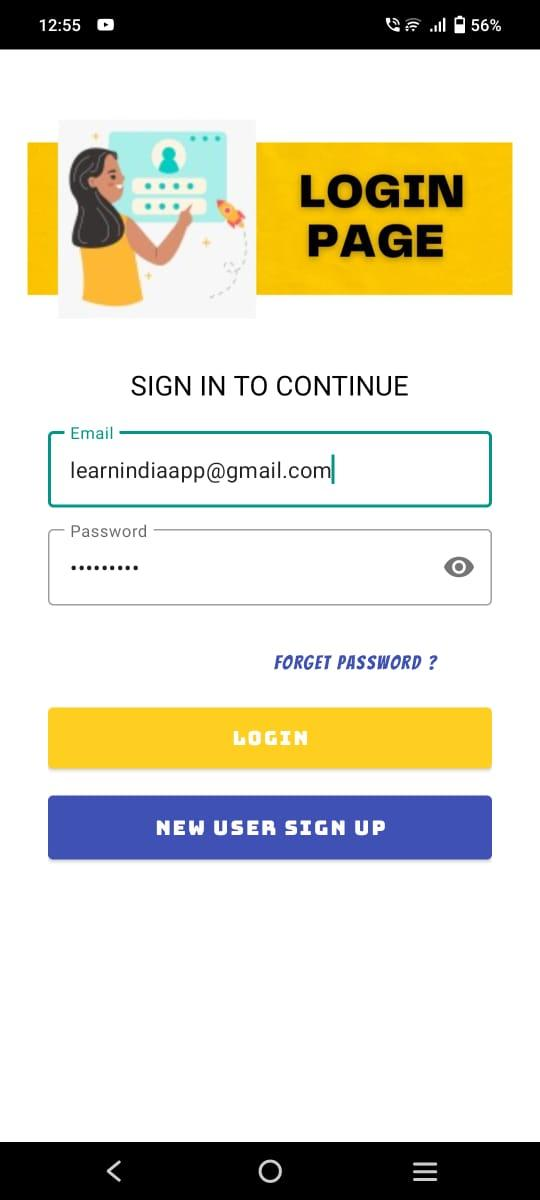 12:55 56%
LOGIN
PAGE
SIGN IN TO CONTINUE
Email
learnindiaapp@gmail.com
Password
•••••••••
FORGET PASSWORD ?
LOGIN
NEW USER SIGN UP